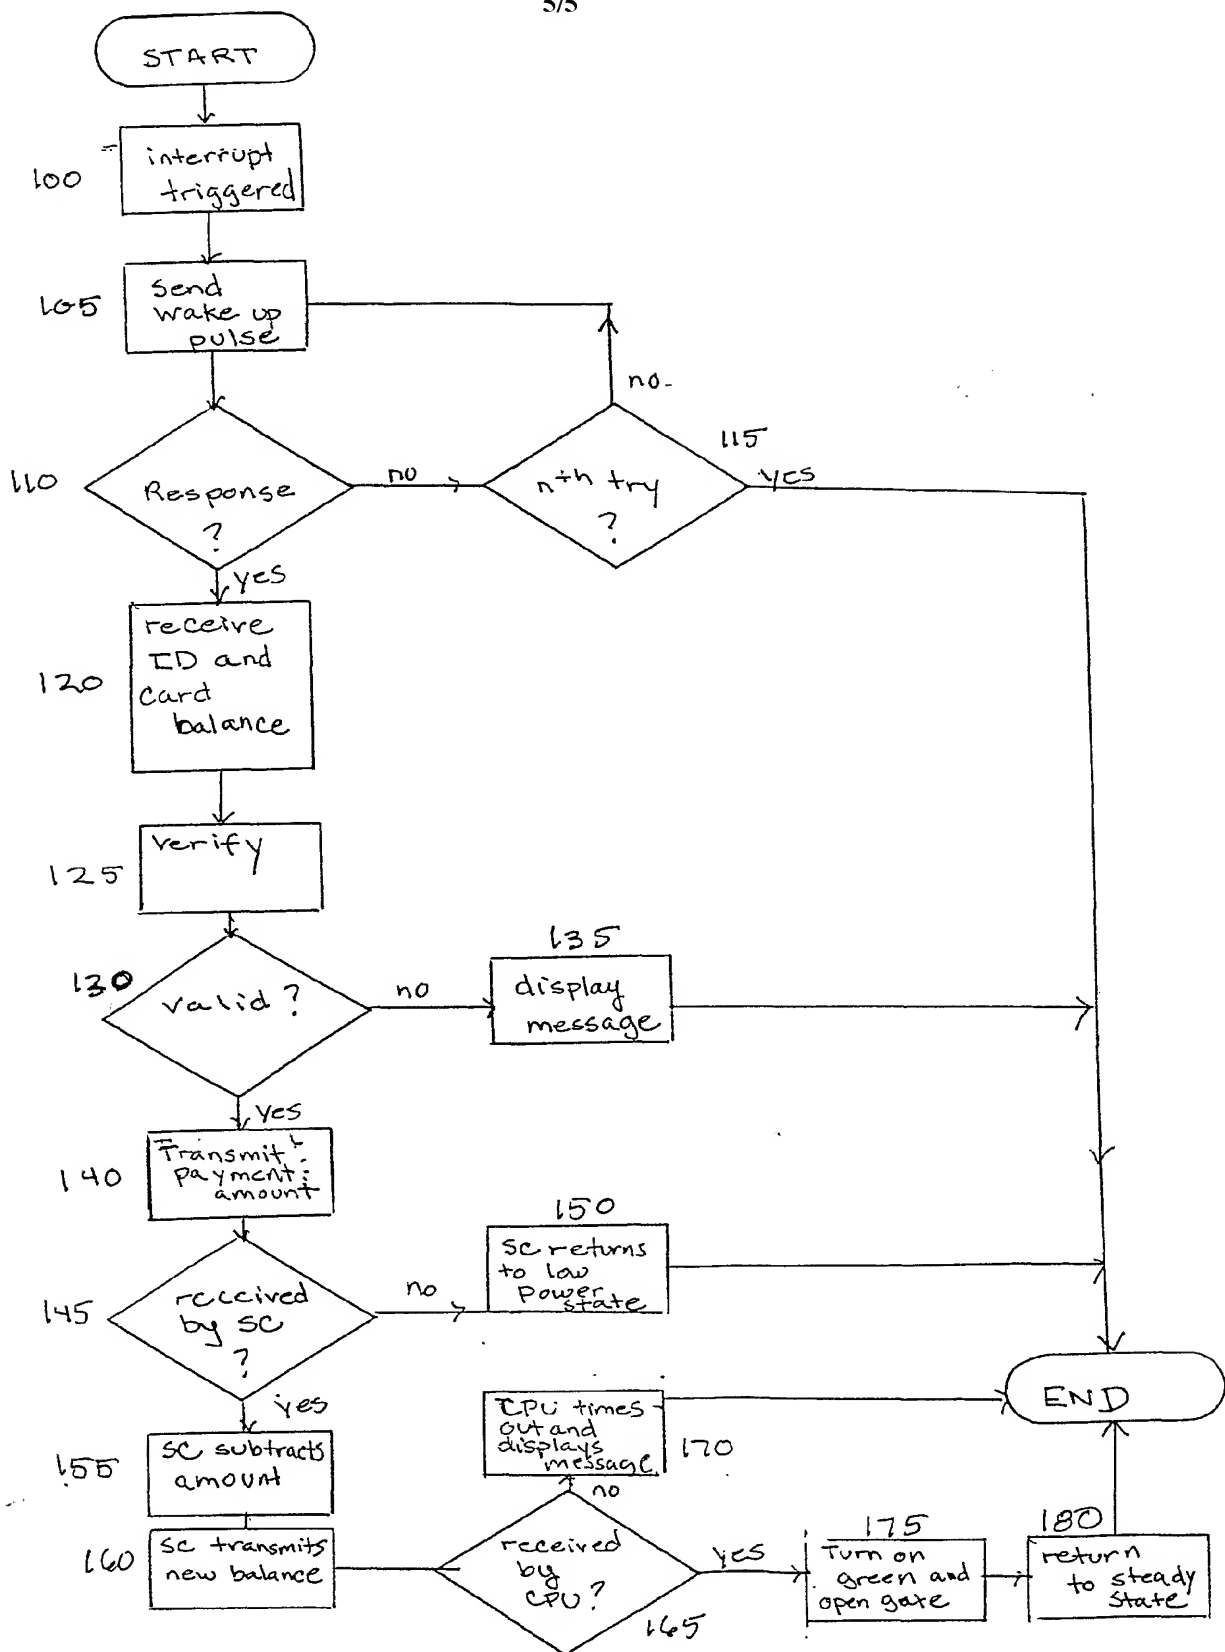 5/5
START
100
interrupt
triggered
105
send
wake up
pulse
no
110
Response
?
no
115
nth try
?
yes
yes
120
receive
ID and
card
balance
125
verify
130
valid?
no
135
display
message
yes
140
Transmit
payment
amount
145
received
by SC
?
no
150
SC returns
to low
power
state
yes
END
155
SC subtracts
amount
CPU times
out and
displays
message
170
no
160
SC transmits
new balance
received
by
CPU?
165
yes
175
Turn on
green and
open gate
180
return
to steady
state